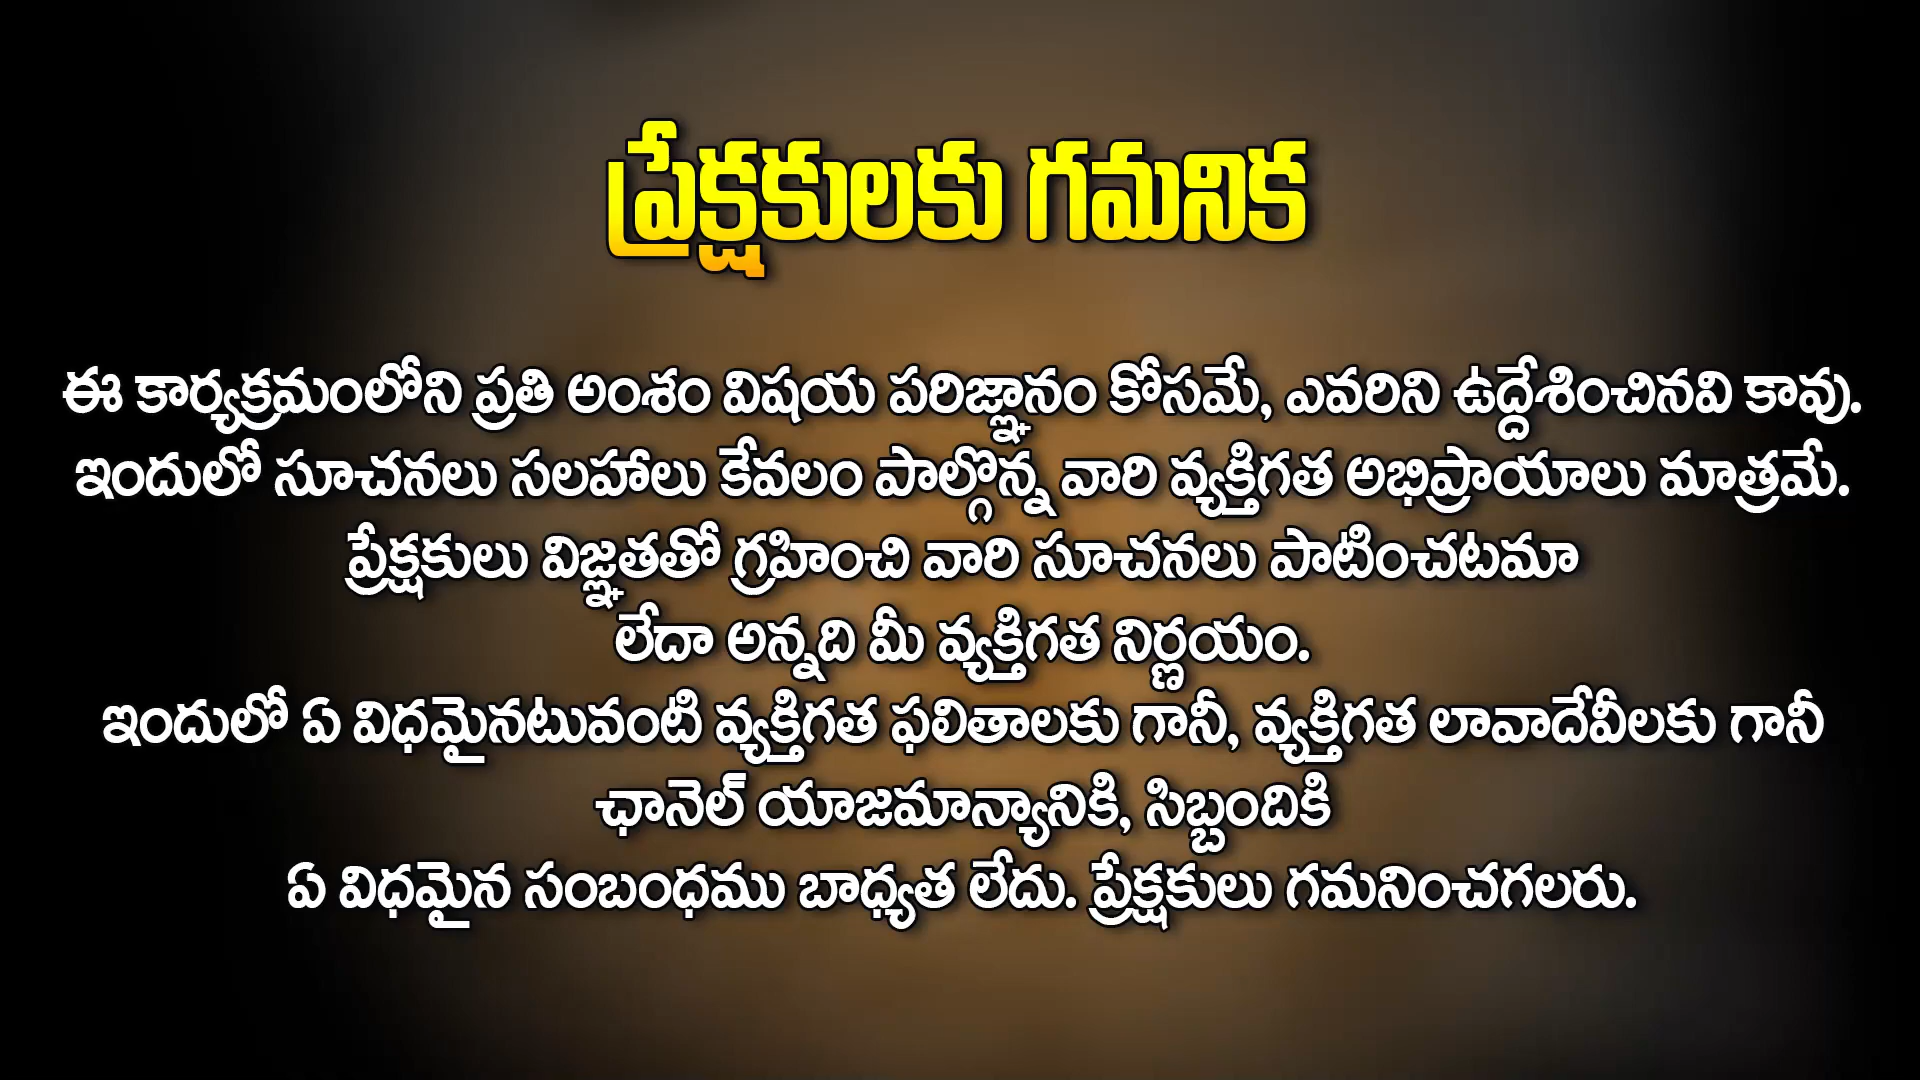 ప్రేక్షకులకు గమనిక
ఈ కార్యక్రమంలోని ప్రతి అంశం విషయ పరిజ్ఞానం కోసమే, ఎవరిని ఉద్దేశించినవి కావు.
ఇందులో సూచనలు సలహాలు కేవలం పాల్గొన్న వారి వ్యక్తిగత అభిప్రాయాలు మాత్రమే.
ప్రేక్షకులు విజ్ఞతతో గ్రహించి వారి సూచనలు పాటించటమా
లేదా అన్నది మీ వ్యక్తిగత నిర్ణయం.
ఇందులో ఏ విధమైనటువంటి వ్యక్తిగత ఫలితాలకు గానీ, వ్యక్తిగత లావాదేవీలకు గానీ
ఛానెల్ యాజమాన్యానికి, సిబ్బందికి
ఏ విధమైన సంబంధము బాధ్యత లేదు. ప్రేక్షకులు గమనించగలరు.